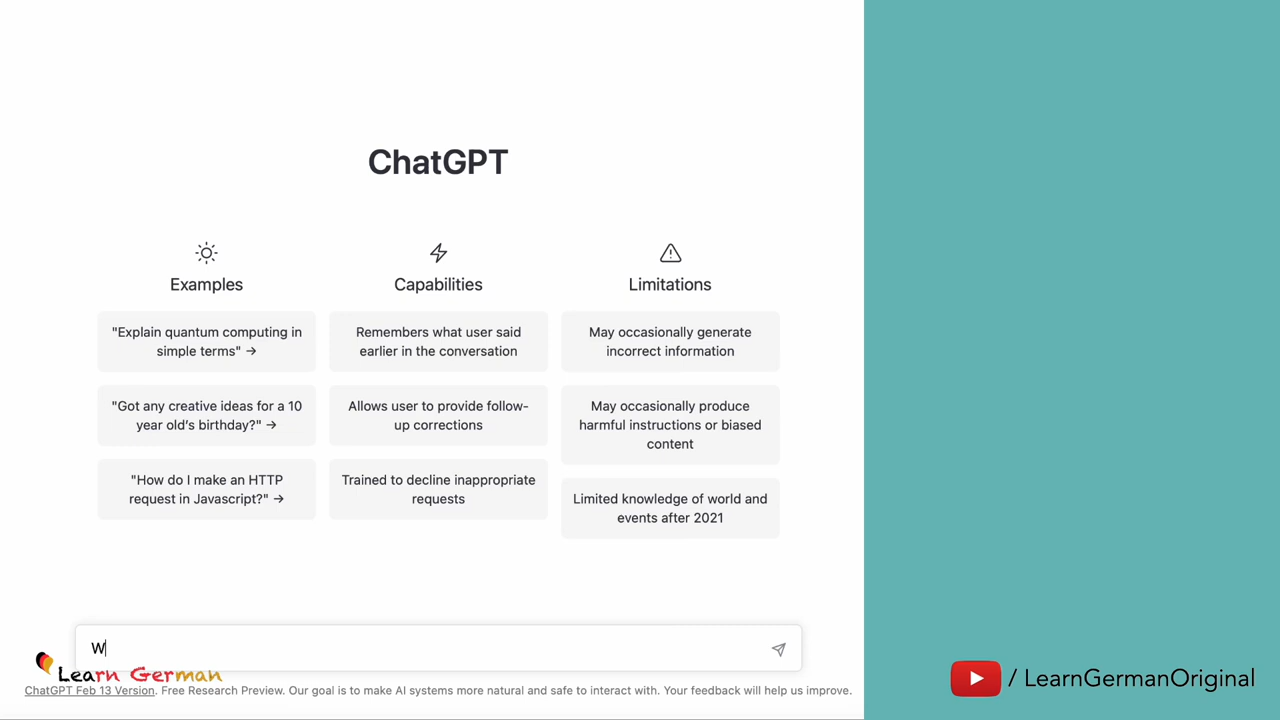 ChatGPT
Examples
"Explain quantum computing in
simple terms" →
"Got any creative ideas for a 10
year old's birthday?" →
"How do I make an HTTP
request in Javascript?" →
Capabilities
Remembers what user said
earlier in the conversation
Allows user to provide follow-
up corrections
Trained to decline inappropriate
requests
Limitations
May occasionally generate
incorrect information
May occasionally produce
harmful instructions or biased
content
Limited knowledge of world and
events after 2021
W
Learn German
ChatGPT Feb 13 Version. Free Research Preview. Our goal is to make AI systems more natural and safe to interact with. Your feedback will help us improve.
/ LearnGermanOriginal